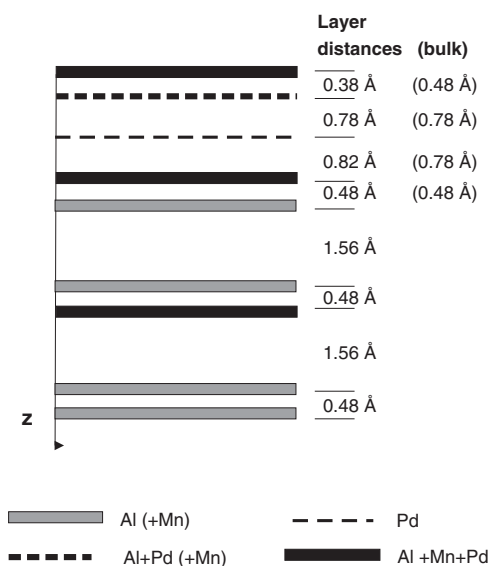 Layer
distances (bulk)
0.38 Å (0.48 Å)
0.78 Å (0.78 Å)
0.82 Å (0.78 Å)
0.48 Å (0.48 Å)
1.56 Å
0.48 Å
1.56 Å
0.48 Å
z
Al (+Mn) Pd
Al+Pd (+Mn) Al +Mn+Pd